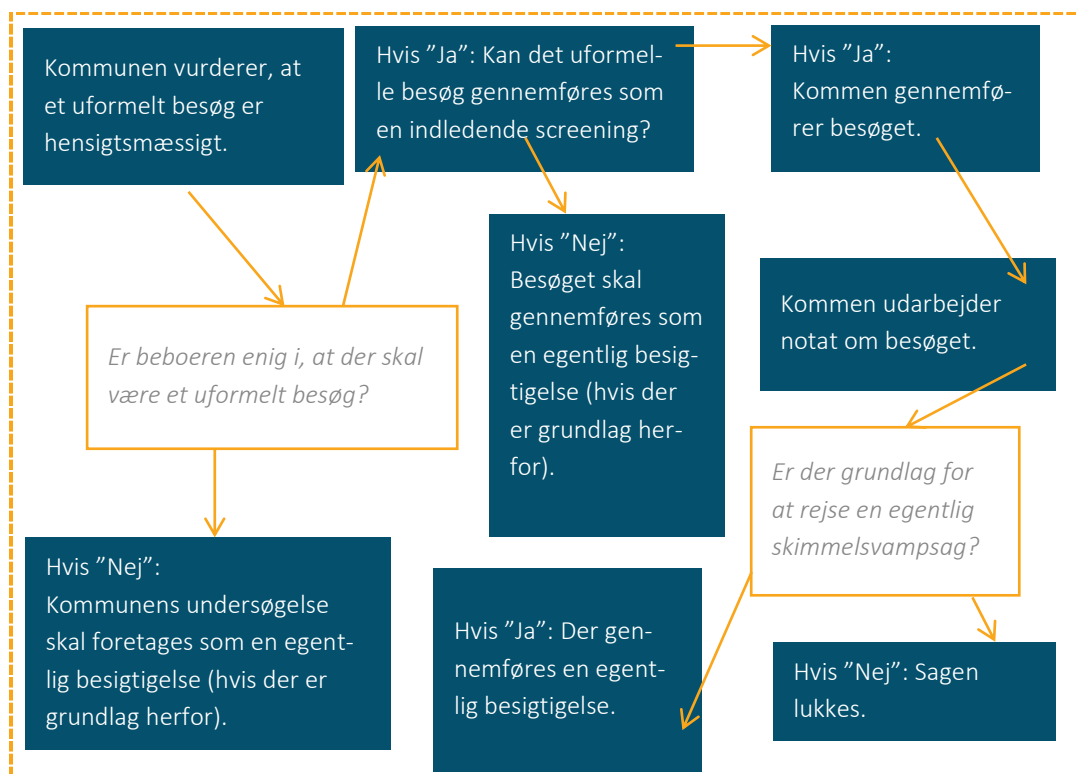 Kommunen vurderer, at
et uformelt besøg er
hensigtsmæssigt.
Hvis ”Ja”: Kan det uformel-
le besøg gennemføres som
en indledende screening?
Hvis ”Ja”:
Kommen gennemfø-
rer besøget.
Hvis ”Nej”:
Besøget skal
gennemføres som
en egentlig besig-
tigelse (hvis der
er grundlag her-
for).
Kommen udarbejder
notat om besøget.
Er beboeren enig i, at der skal
være et uformelt besøg?
Er der grundlag for
at rejse en egentlig
skimmelsvampsag?
Hvis ”Nej”:
Kommunens undersøgelse
skal foretages som en egent-
lig besigtigelse (hvis der er
grundlag herfor).
Hvis ”Ja”: Der gen-
nemføres en egent-
lig besigtigelse.
Hvis ”Nej”: Sagen
lukkes.